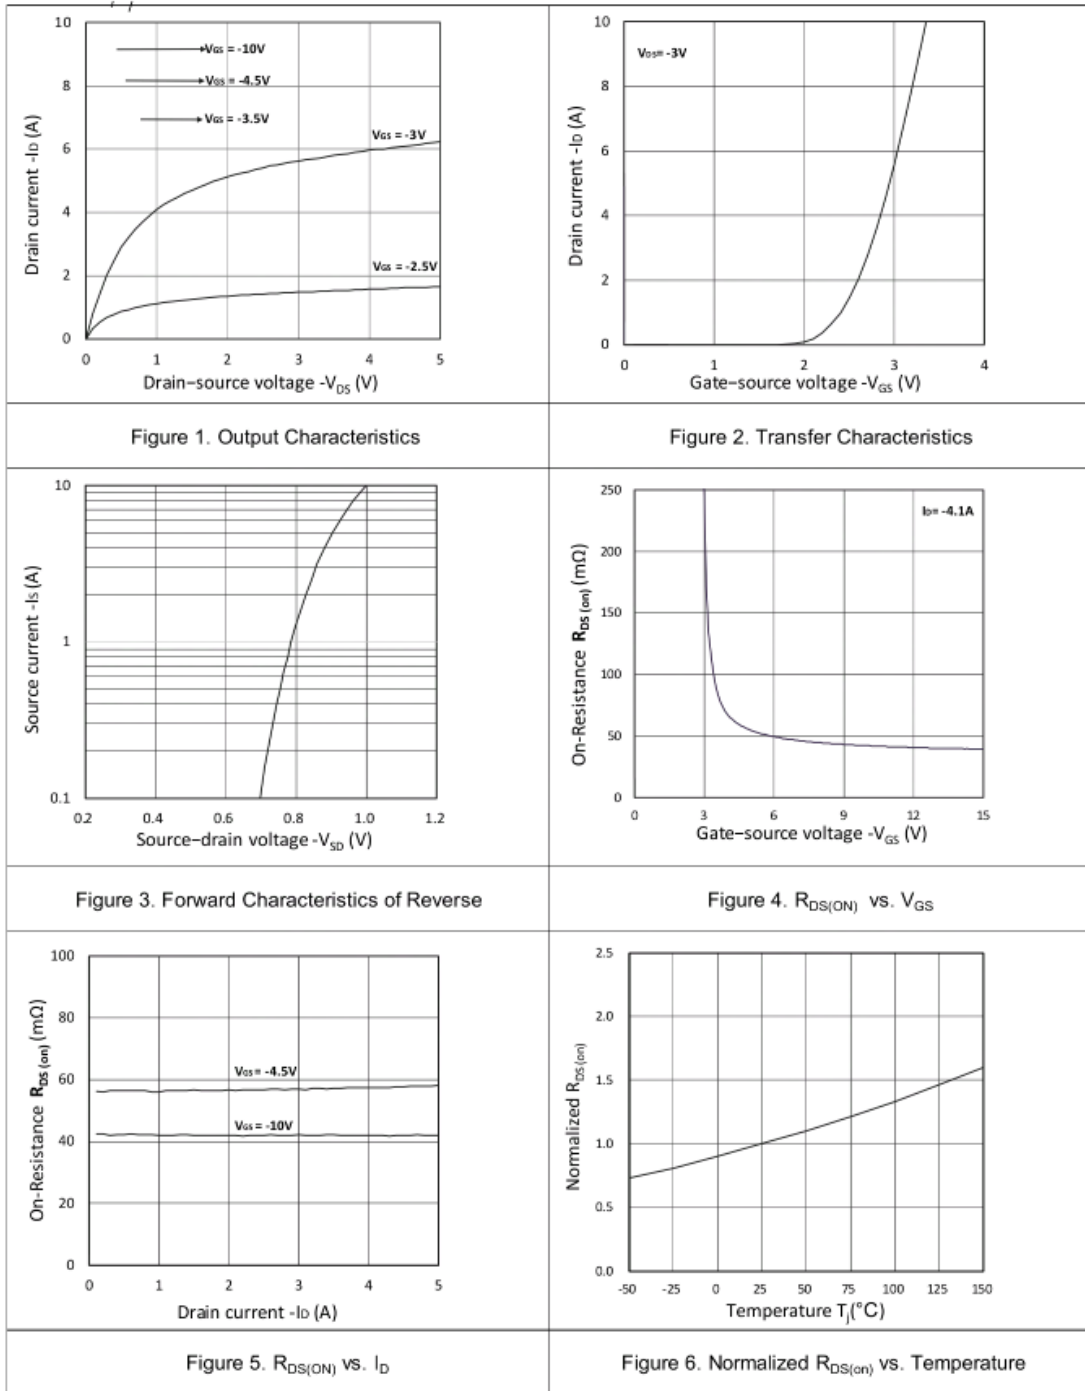 10
8
6
4
2
0
Drain current -ID (A)
VGS = -10V
VGS = -4.5V
VGS = -3.5V
VGS = -3V
VGS = -2.5V
0 1 2 3 4 5
Drain−source voltage -VDS (V)
10
8
6
4
2
0
Drain current -ID (A)
VDS= -3V
0 1 2 3 4
Gate−source voltage -VGS (V)
Figure 1. Output Characteristics
Figure 2. Transfer Characteristics
10
1
0.1
Source current -IS (A)
0.2 0.4 0.6 0.8 1.0 1.2
Source−drain voltage -VSD (V)
250
200
150
100
50
0
On-Resistance RDS(on) (mΩ)
ID= -4.1A
0 3 6 9 12 15
Gate−source voltage -VGS (V)
Figure 3. Forward Characteristics of Reverse
Figure 4. RDS(ON) vs. VGS
100
80
60
40
20
0
On-Resistance RDS(on) (mΩ)
VGS = -4.5V
VGS = -10V
0 1 2 3 4 5
Drain current -ID (A)
2.5
2.0
1.5
1.0
0.5
0.0
Normalized RDS(on)
-50 -25 0 25 50 75 100 125 150
Temperature Tj(°C)
Figure 5. RDS(ON) vs. ID
Figure 6. Normalized RDS(on) vs. Temperature